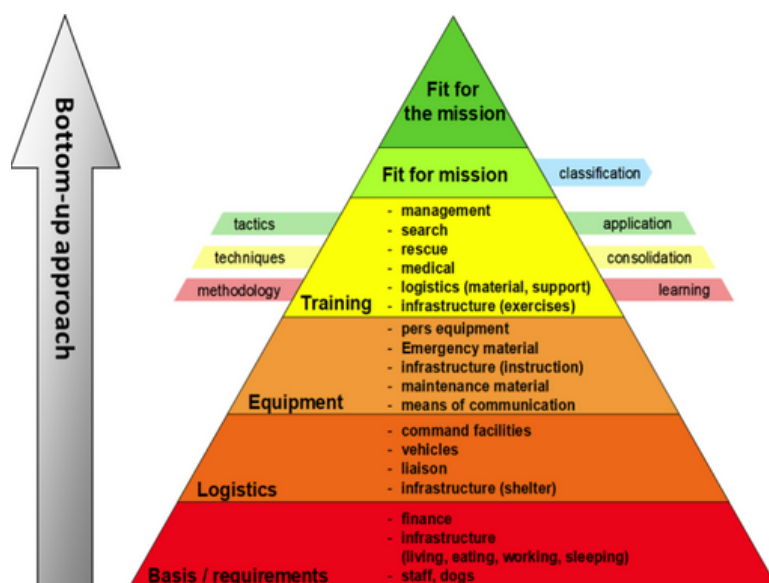 Bottom-up approach
Fit for
the mission
Fit for mission
classification
tactics
techniques
methodology
- management
- search
- rescue
- medical
- logistics (material, support)
- infrastructure (exercises)
Training
application
consolidation
learning
- pers equipment
- Emergency material
- infrastructure (instruction)
- maintenance material
- means of communication
Equipment
- command facilities
- vehicles
- liaison
- infrastructure (shelter)
Logistics
- finance
- infrastructure
(living, eating, working, sleeping)
- staff, dogs
Basis / requirements